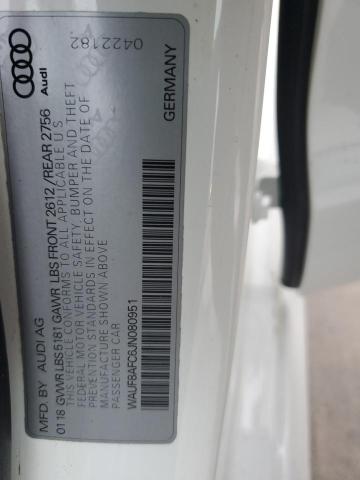 MFD. BY AUDI AG
01 18 GVWR LBS 5181 GAWR LBS FRONT 2612 /REAR 2756
THIS VEHICLE CONFORMS TO ALL APPLICABLE U S
FEDERAL MOTOR VEHICLE SAFETY, BUMPER AND THEFT
PREVENTION STANDARDS IN EFFECT ON THE DATE OF
MANUFACTURE SHOWN ABOVE
PASSENGER CAR
WAUF8AFC6JN080951
Audi
0422182
GERMANY